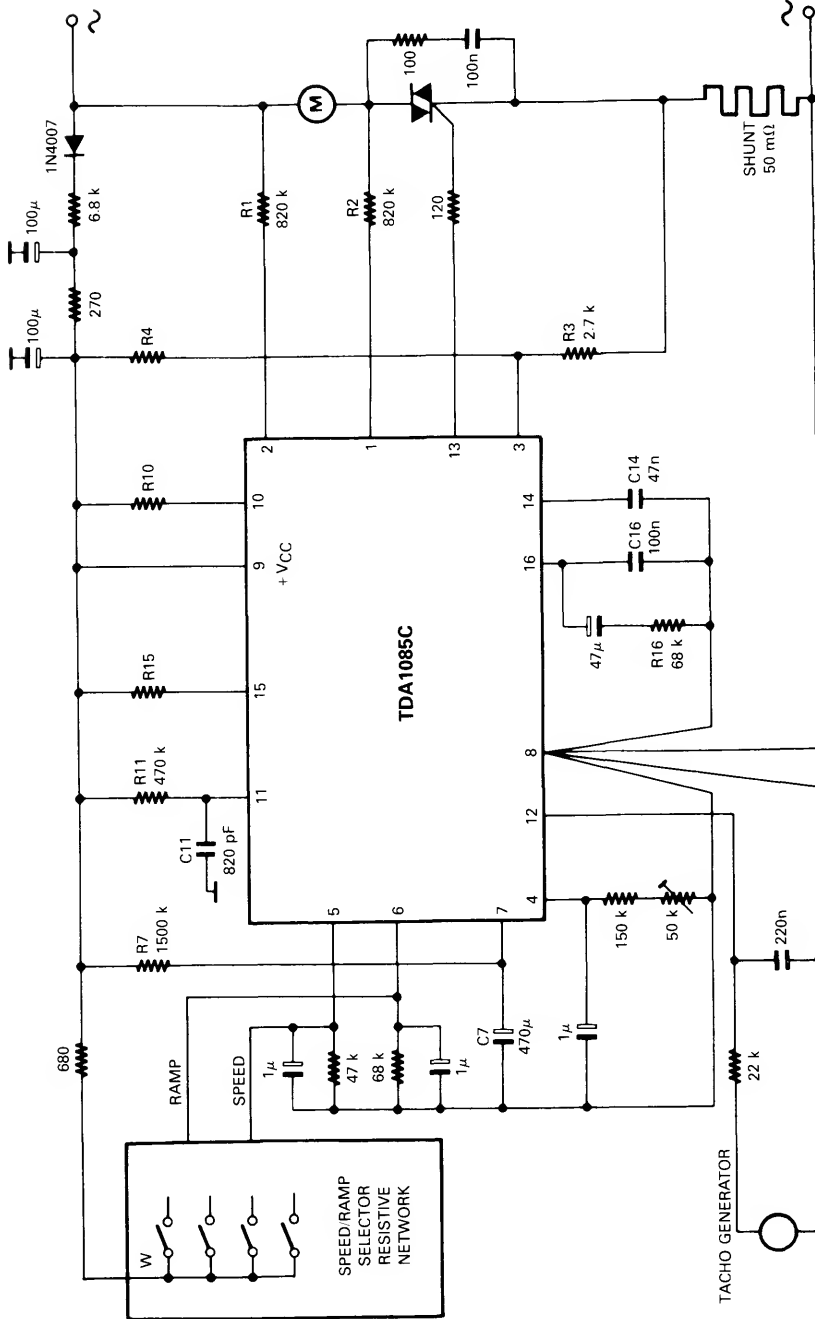 ∼
1N4007
6.8 k
100μ
270
100μ
R4
R1
820 k
M
R2
820 k
100
100n
120
R3
2.7 k
SHUNT
50 mΩ
∼
R10
R15
R11
470 k
C11
820 pF
R7
1500 k
680
2
1
13
3
10
9
+ VCC
15
11
TDA1085C
14
16
8
12
4
5
6
7
C14
47n
C16
100n
47μ
R16
68 k
150 k
50 k
220n
22 k
1μ
RAMP
SPEED
1μ
47 k
68 k
1μ
C7
470μ
W
SPEED/RAMP
SELECTOR
RESISTIVE
NETWORK
TACHO GENERATOR